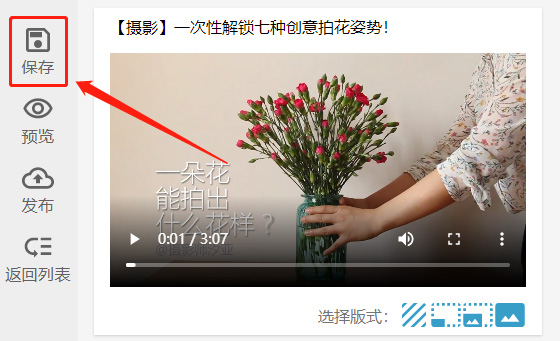 保存
预览
发布
返回列表
【摄影】一次性解锁七种创意拍花姿势！
一朵花
能拍出
什么花样？
0:01 / 3:07
选择版式：